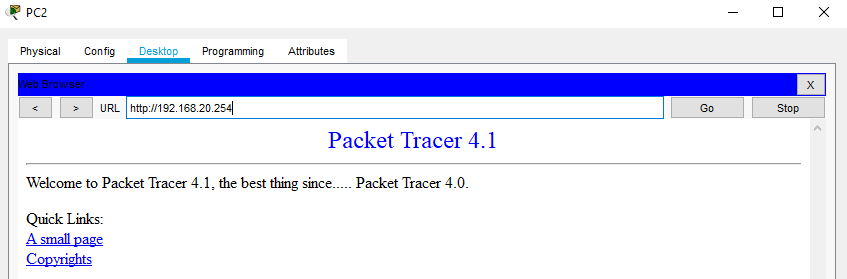 PC2
Physical Config Desktop Programming Attributes
Web Browser X
< > URL http://192.168.20.254 Go Stop
Packet Tracer 4.1
Welcome to Packet Tracer 4.1, the best thing since..... Packet Tracer 4.0.
Quick Links:
A small page
Copyrights